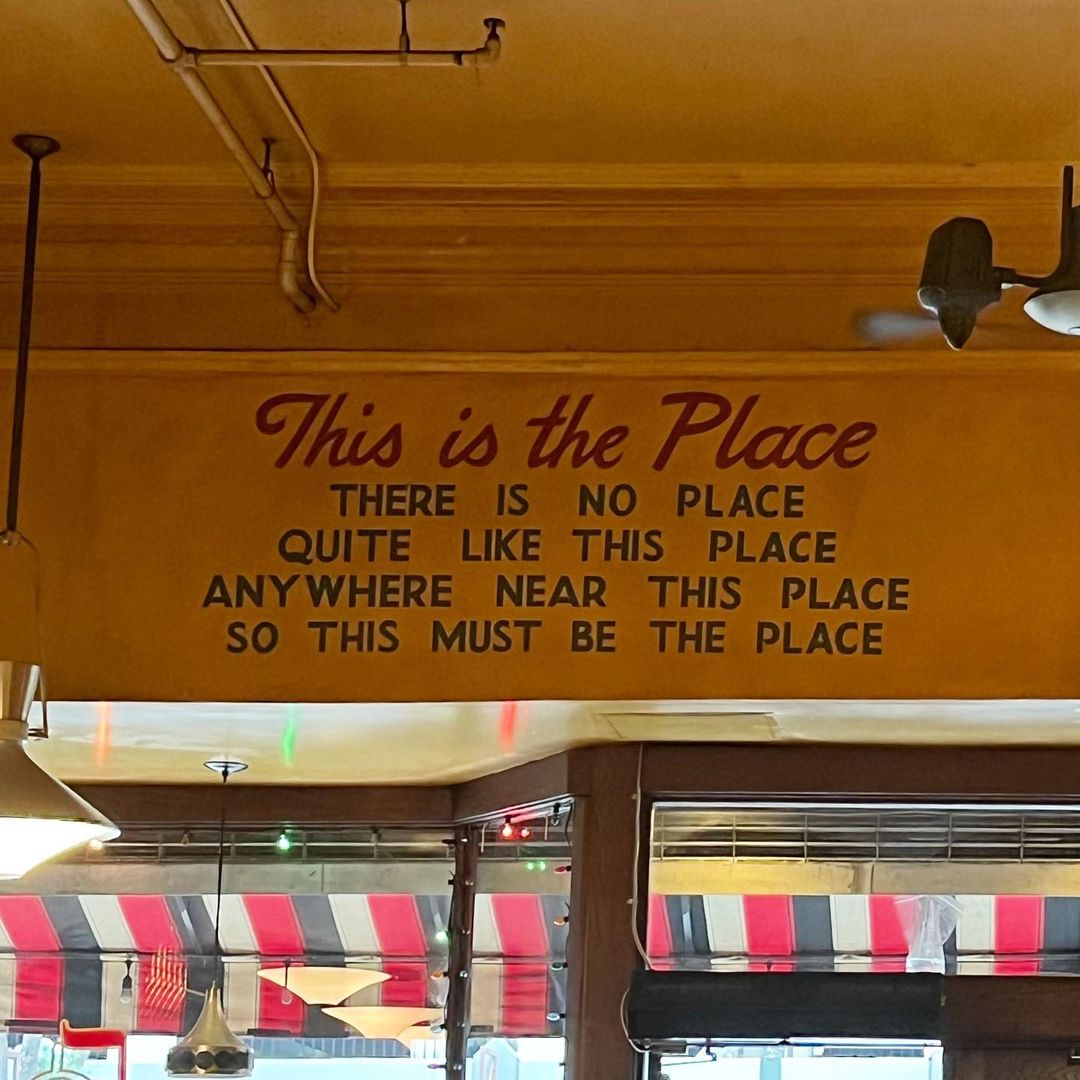 This is the Place
THERE IS NO PLACE
QUITE LIKE THIS PLACE
ANYWHERE NEAR THIS PLACE
SO THIS MUST BE THE PLACE